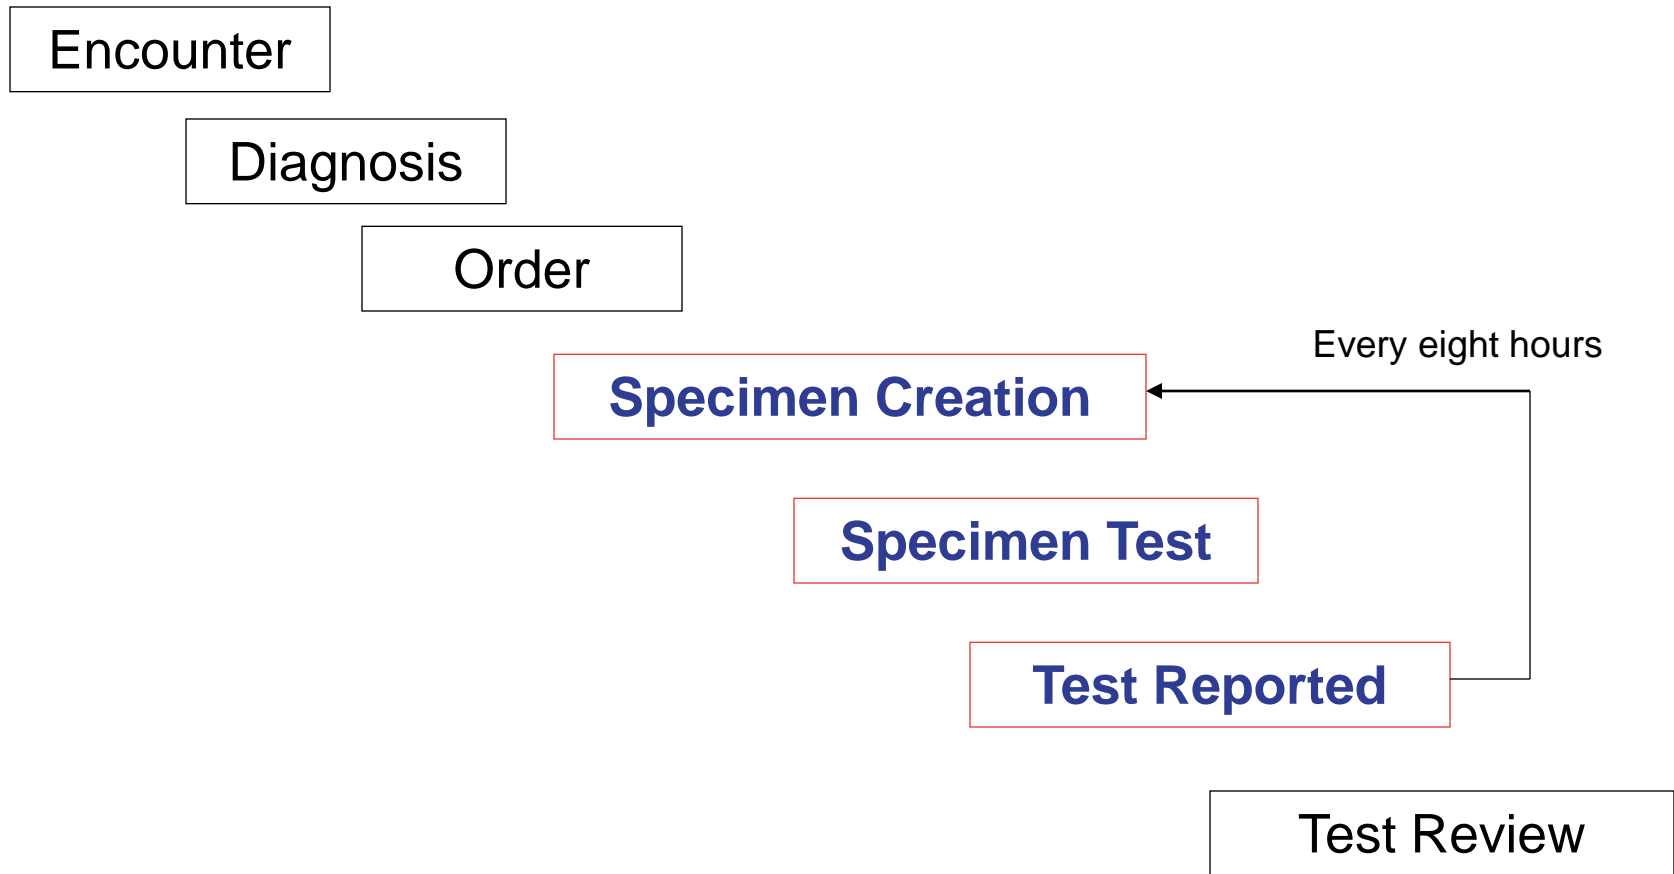 Encounter
Diagnosis
Order
Every eight hours
Specimen Creation
Specimen Test
Test Reported
Test Review